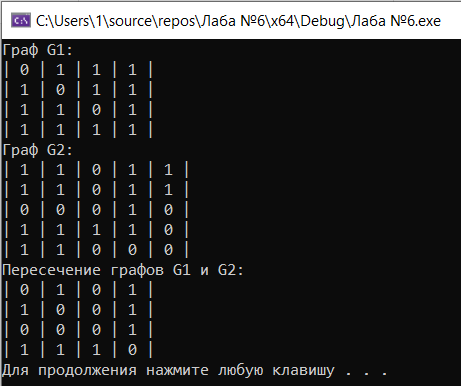 C:\Users\1\source\repos\Лаба №6\x64\Debug\Лаба №6.exe
Граф G1:
| 0 | 1 | 1 | 1 |
| 1 | 0 | 1 | 1 |
| 1 | 1 | 0 | 1 |
| 1 | 1 | 1 | 1 |
Граф G2:
| 1 | 1 | 0 | 1 | 1 |
| 1 | 1 | 0 | 1 | 1 |
| 0 | 0 | 0 | 1 | 0 |
| 1 | 1 | 1 | 1 | 0 |
| 1 | 1 | 0 | 0 | 0 |
Пересечение графов G1 и G2:
| 0 | 1 | 0 | 1 |
| 1 | 0 | 0 | 1 |
| 0 | 0 | 0 | 1 |
| 1 | 1 | 1 | 0 |
Для продолжения нажмите любую клавишу . . .